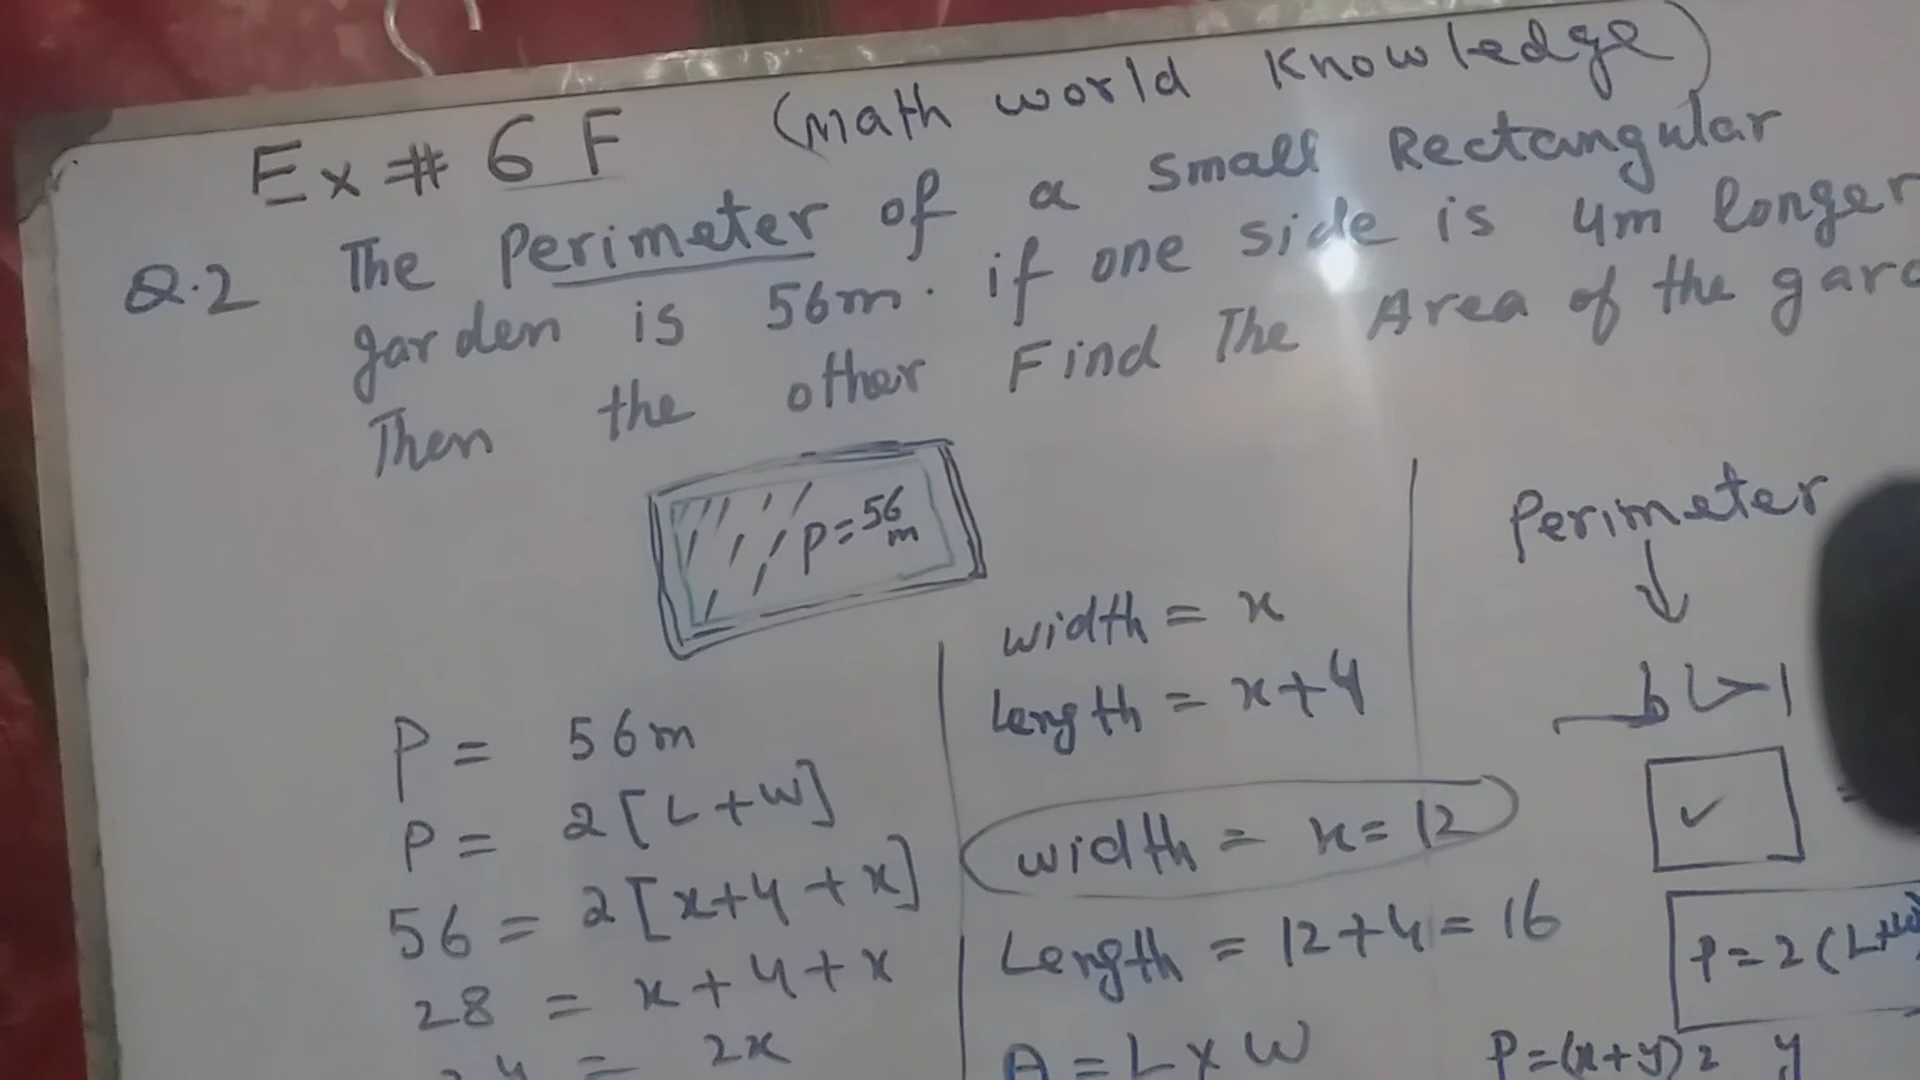 Ex # 6 F (Math world Knowledge)
Q.2 The Perimeter of a small Rectangular
garden is 56m. if one side is 4m longer
Then the other Find The Area of the gard
P=56 m
width = x
Length = x+4
P = 56m
P = 2[L+W]
56 = 2[x+4+x]
28 = x+4+x
24 = 2x
width = x=12
Length = 12+4=16
A = L x W
Perimeter
P=2(L+W)
P=(x+y)2 y